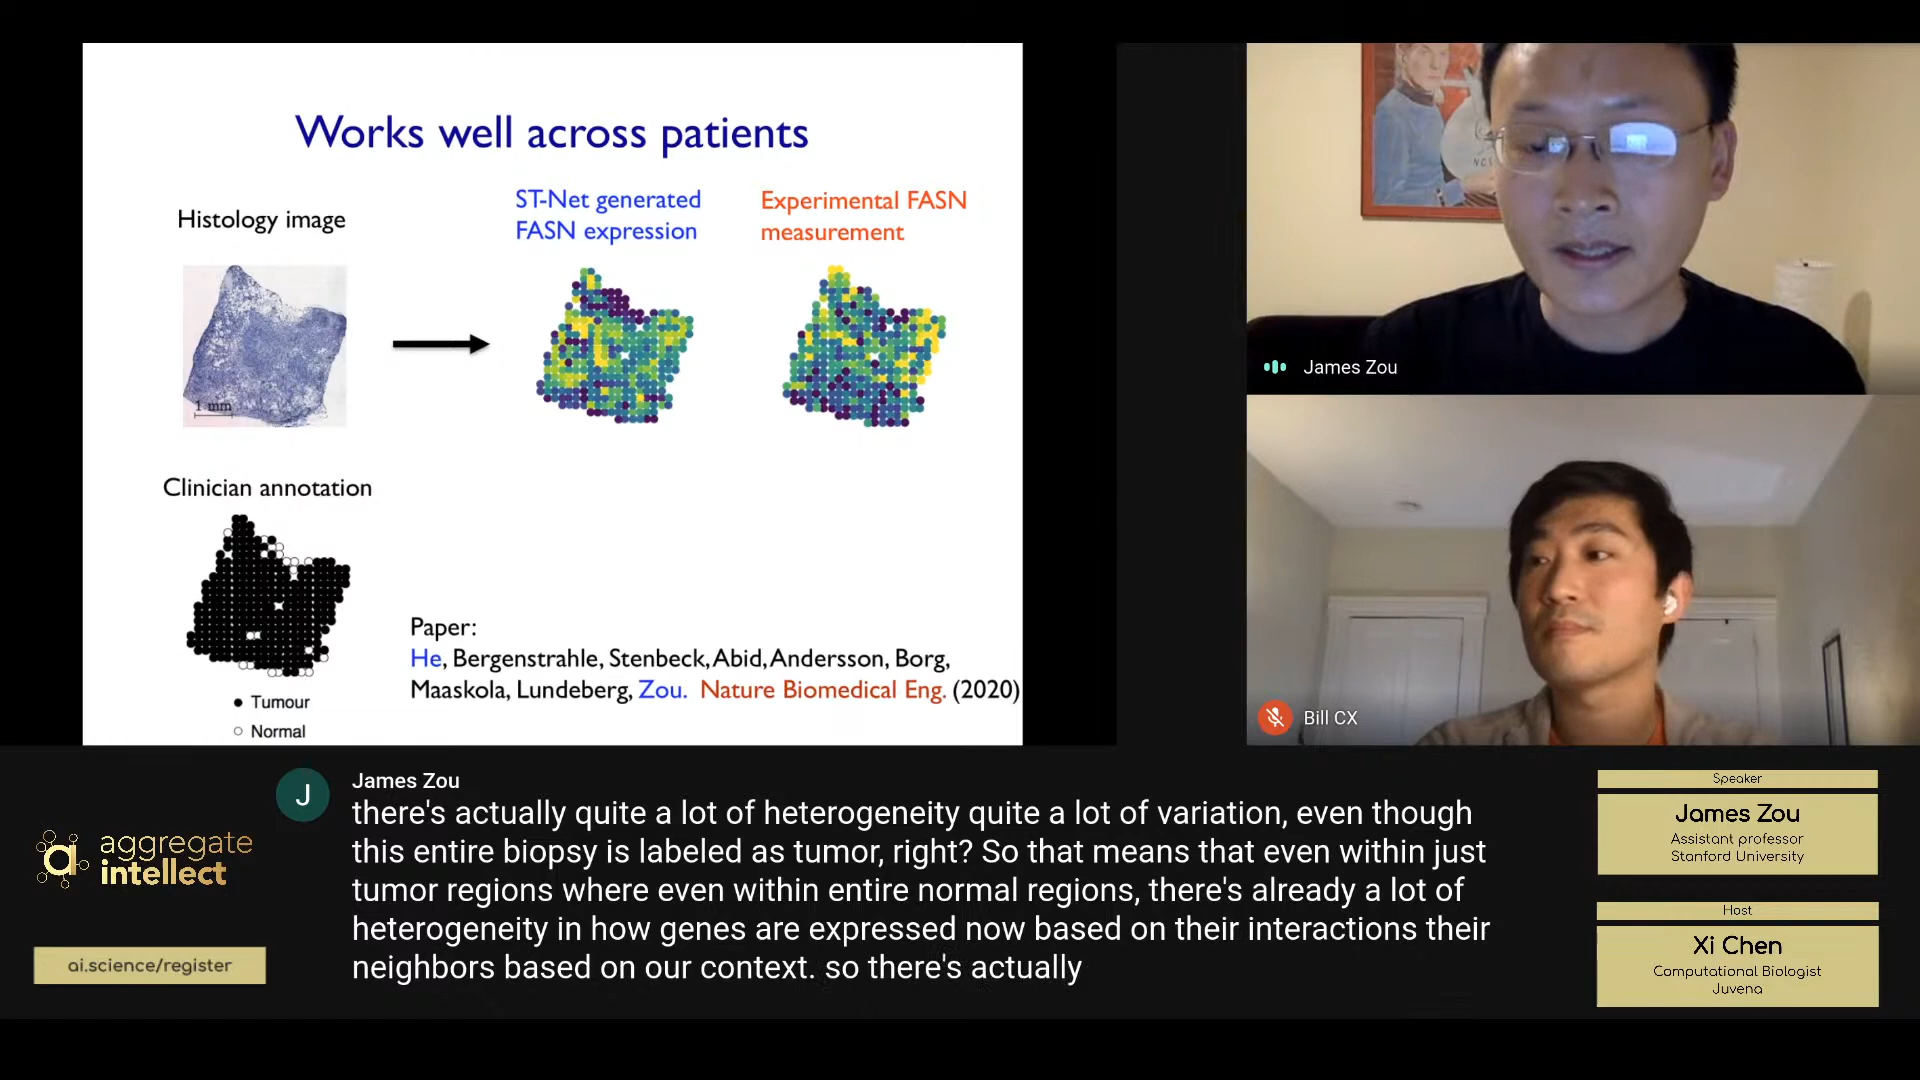 Works well across patients
Histology image
ST-Net generated
FASN expression
Experimental FASN
measurement
1 mm
Clinician annotation
Tumour
Normal
Paper:
He, Bergenstrahle, Stenbeck, Abid, Andersson, Borg,
Maaskola, Lundeberg, Zou. Nature Biomedical Eng. (2020)
NCC
James Zou
Bill CX
J
James Zou
there's actually quite a lot of heterogeneity quite a lot of variation, even though
this entire biopsy is labeled as tumor, right? So that means that even within just
tumor regions where even within entire normal regions, there's already a lot of
heterogeneity in how genes are expressed now based on their interactions their
neighbors based on our context. so there's actually
aggregate
intellect
ai.science/register
Speaker
James Zou
Assistant professor
Stanford University
Host
Xi Chen
Computational Biologist
Juvena